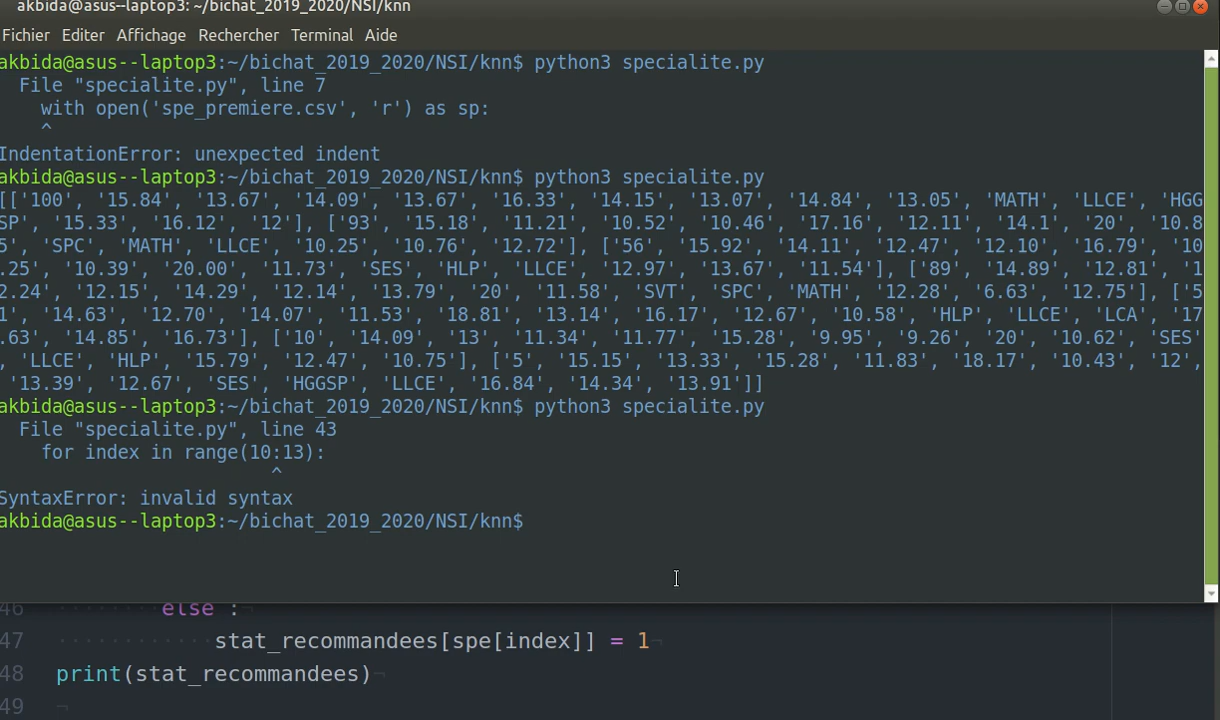 akbida@asus--laptop3: ~/bichat_2019_2020/NSI/knn
Fichier Editer Affichage Rechercher Terminal Aide
akbida@asus--laptop3:~/bichat_2019_2020/NSI/knn$ python3 specialite.py
File "specialite.py", line 7
with open('spe_premiere.csv', 'r') as sp:
^
IndentationError: unexpected indent
akbida@asus--laptop3:~/bichat_2019_2020/NSI/knn$ python3 specialite.py
[['100', '15.84', '13.67', '14.09', '13.67', '16.33', '14.15', '13.07', '14.84', '13.05', 'MATH', 'LLCE', 'HGG
SP', '15.33', '16.12', '12'], ['93', '15.18', '11.21', '10.52', '10.46', '17.16', '12.11', '14.1', '20', '10.8
5', 'SPC', 'MATH', 'LLCE', '10.25', '10.76', '12.72'], ['56', '15.92', '14.11', '12.47', '12.10', '16.79', '10
.25', '10.39', '20.00', '11.73', 'SES', 'HLP', 'LLCE', '12.97', '13.67', '11.54'], ['89', '14.89', '12.81', '1
2.24', '12.15', '14.29', '12.14', '13.79', '20', '11.58', 'SVT', 'SPC', 'MATH', '12.28', '6.63', '12.75'], ['5
1', '14.63', '12.70', '14.07', '11.53', '18.81', '13.14', '16.17', '12.67', '10.58', 'HLP', 'LLCE', 'LCA', '17
.63', '14.85', '16.73'], ['10', '14.09', '13', '11.34', '11.77', '15.28', '9.95', '9.26', '20', '10.62', 'SES'
, 'LLCE', 'HLP', '15.79', '12.47', '10.75'], ['5', '15.15', '13.33', '15.28', '11.83', '18.17', '10.43', '12',
'13.39', '12.67', 'SES', 'HGGSP', 'LLCE', '16.84', '14.34', '13.91']]
akbida@asus--laptop3:~/bichat_2019_2020/NSI/knn$ python3 specialite.py
File "specialite.py", line 43
for index in range(10:13):
^
SyntaxError: invalid syntax
akbida@asus--laptop3:~/bichat_2019_2020/NSI/knn$
46 else :
47 stat_recommandees[spe[index]] = 1
48 print(stat_recommandees)
49